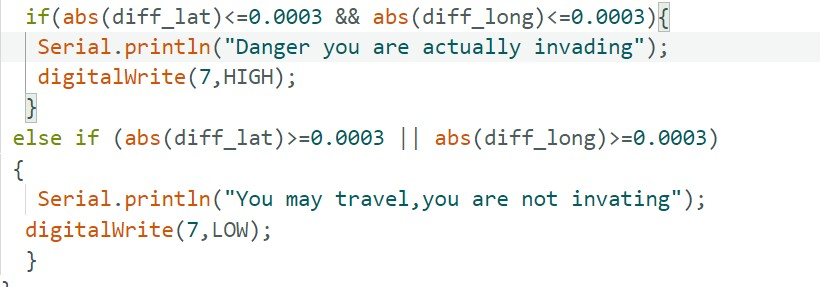 if(abs(diff_lat)<=0.0003 && abs(diff_long)<=0.0003){
Serial.println("Danger you are actually invading");
digitalWrite(7,HIGH);
}
else if (abs(diff_lat)>=0.0003 || abs(diff_long)>=0.0003)
{
Serial.println("You may travel,you are not invating");
digitalWrite(7,LOW);
}